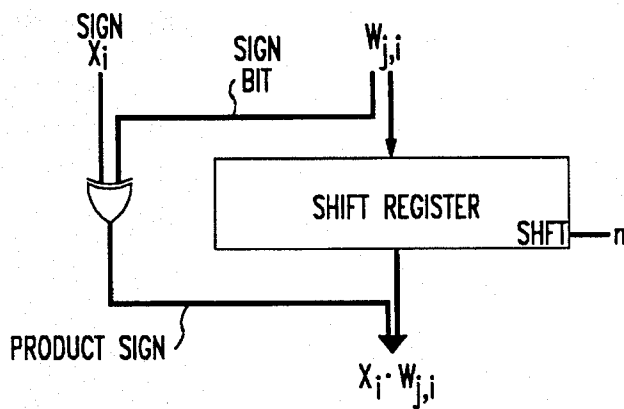 SIGN
Xi
SIGN
BIT
Wj,i
SHIFT REGISTER
SHFT
n
PRODUCT SIGN
Xi · Wj,i